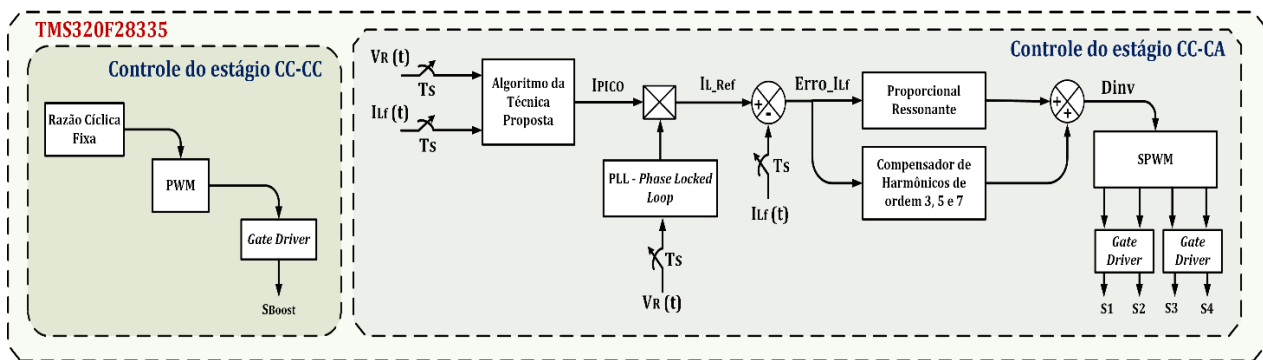 TMS320F28335
Controle do estágio CC-CC
Razão Cíclica
Fixa
PWM
Gate Driver
SBoost
Controle do estágio CC-CA
VR (t)
Ts
ILf (t)
Ts
Algoritmo da
Técnica
Proposta
IPICO
PLL - Phase Locked
Loop
Ts
VR (t)
IL_Ref
+
-
Ts
ILf (t)
Erro_ILf
Proporcional
Ressonante
Compensador de
Harmônicos de
ordem 3, 5 e 7
+
+
Dinv
SPWM
Gate
Driver
Gate
Driver
S1 S2 S3 S4